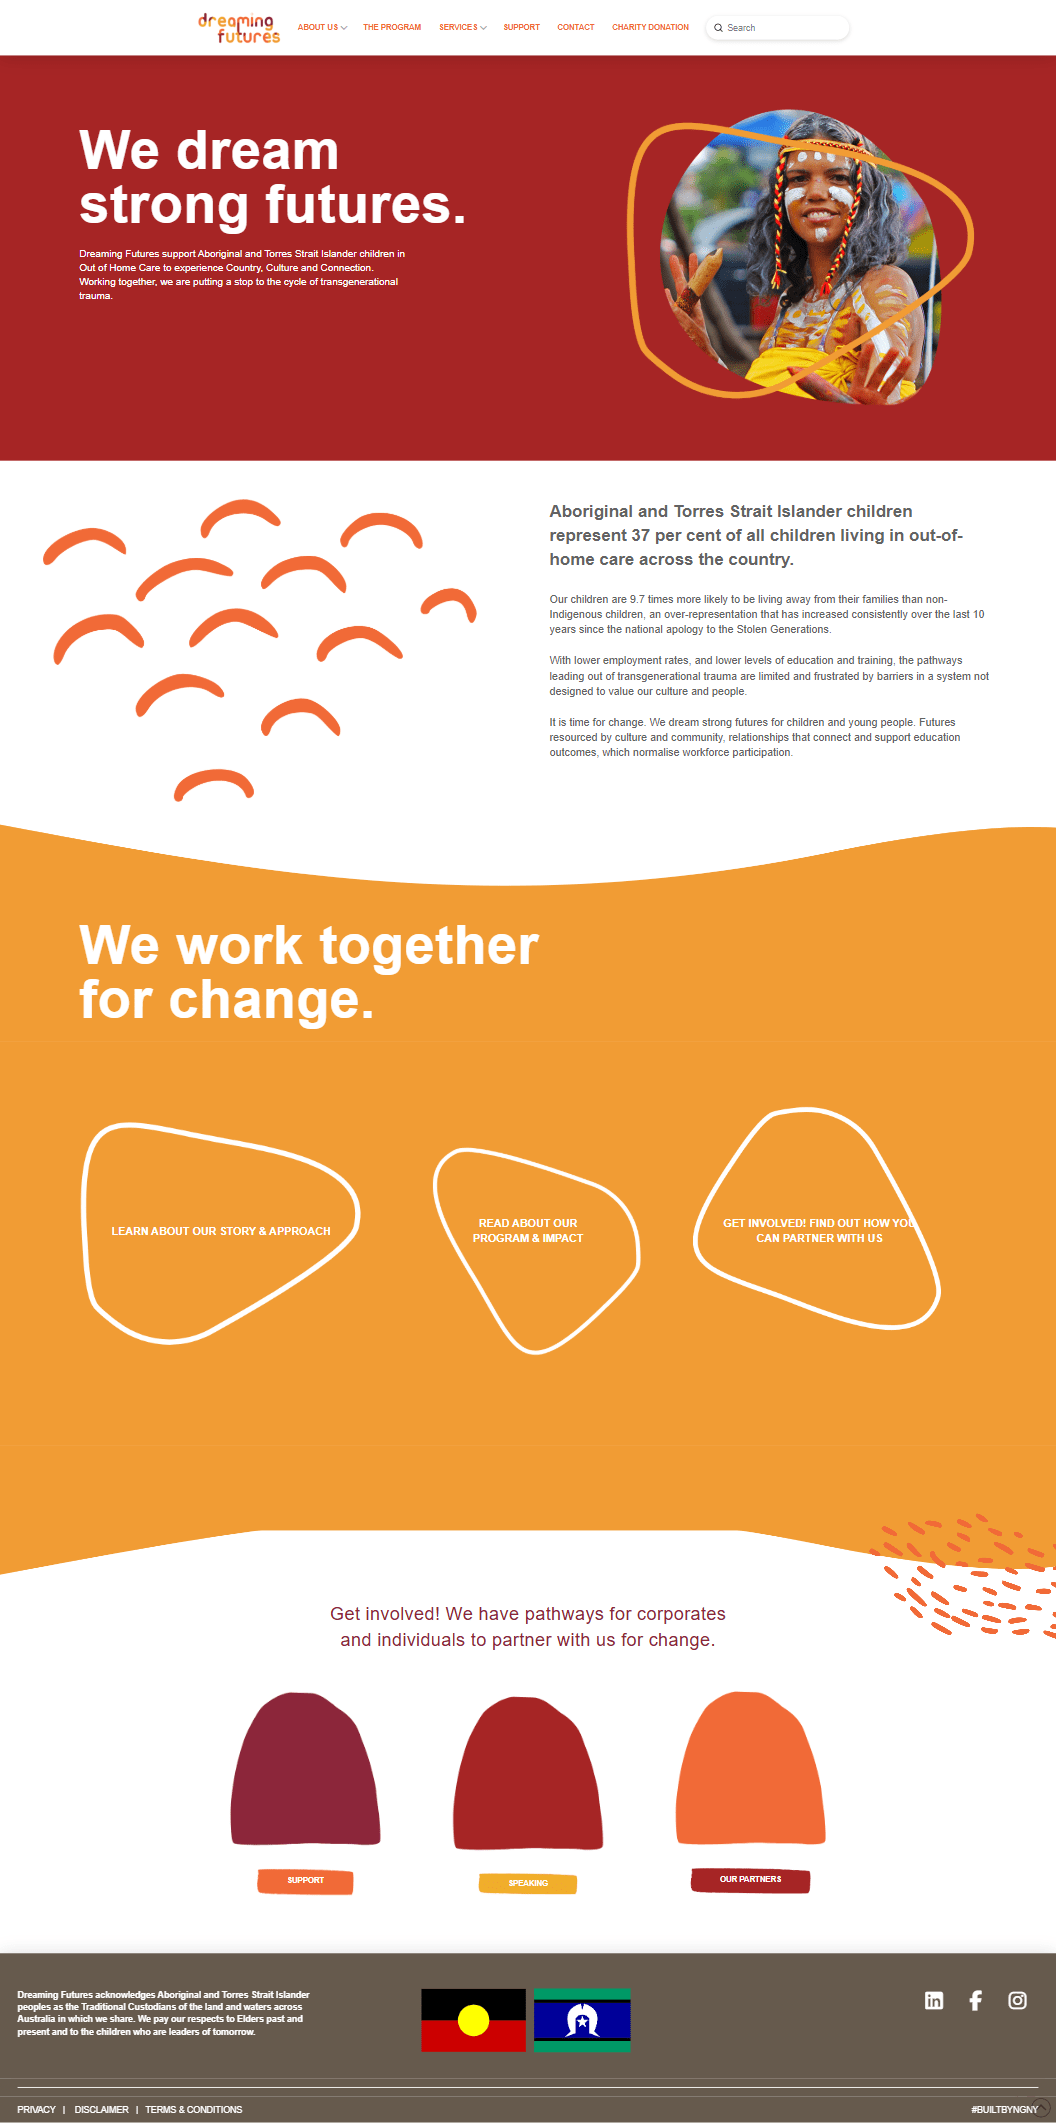 dreaming
futures
ABOUT US
THE PROGRAM
SERVICES
SUPPORT
CONTACT
CHARITY DONATION
Search
We dream
strong futures.
Dreaming Futures support Aboriginal and Torres Strait Islander children in
Out of Home Care to experience Country, Culture and Connection.
Working together, we are putting a stop to the cycle of transgenerational
trauma.
Aboriginal and Torres Strait Islander children
represent 37 per cent of all children living in out-of-
home care across the country.
Our children are 9.7 times more likely to be living away from their families than non-
Indigenous children, an over-representation that has increased consistently over the last 10
years since the national apology to the Stolen Generations.
With lower employment rates, and lower levels of education and training, the pathways
leading out of transgenerational trauma are limited and frustrated by barriers in a system not
designed to value our culture and people.
It is time for change. We dream strong futures for children and young people. Futures
resourced by culture and community, relationships that connect and support education
outcomes, which normalise workforce participation.
We work together
for change.
LEARN ABOUT OUR STORY & APPROACH
READ ABOUT OUR
PROGRAM & IMPACT
GET INVOLVED! FIND OUT HOW YOU
CAN PARTNER WITH US
Get involved! We have pathways for corporates
and individuals to partner with us for change.
SUPPORT
SPEAKING
OUR PARTNERS
Dreaming Futures acknowledges Aboriginal and Torres Strait Islander
peoples as the Traditional Custodians of the land and waters across
Australia in which we share. We pay our respects to Elders past and
present and to the children who are leaders of tomorrow.
PRIVACY | DISCLAIMER | TERMS & CONDITIONS
#BUILTBYNGNY